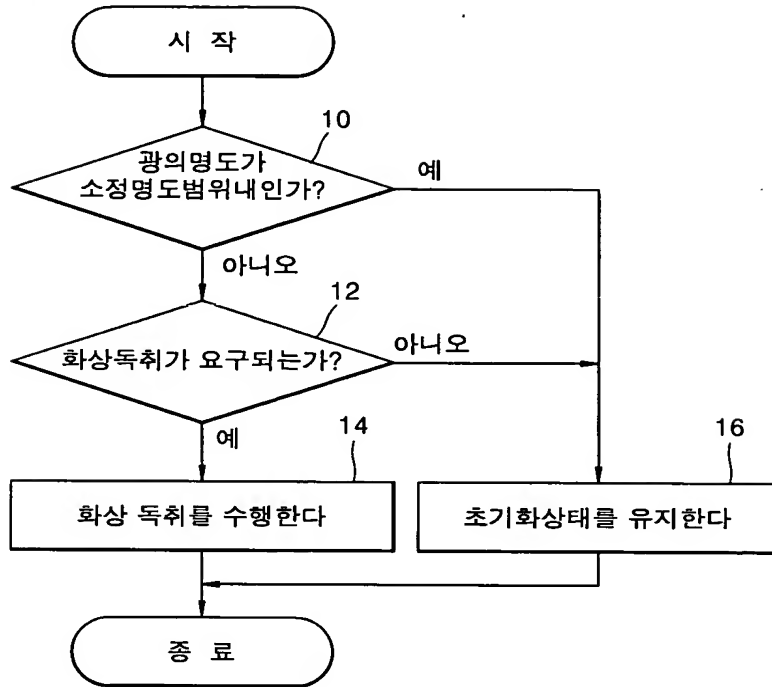 시 작
10
광의명도가
소정명도범위내인가?
예
아니오
12
화상독취가 요구되는가?
아니오
예
14
화상 독취를 수행한다
16
초기화상태를 유지한다
종 료